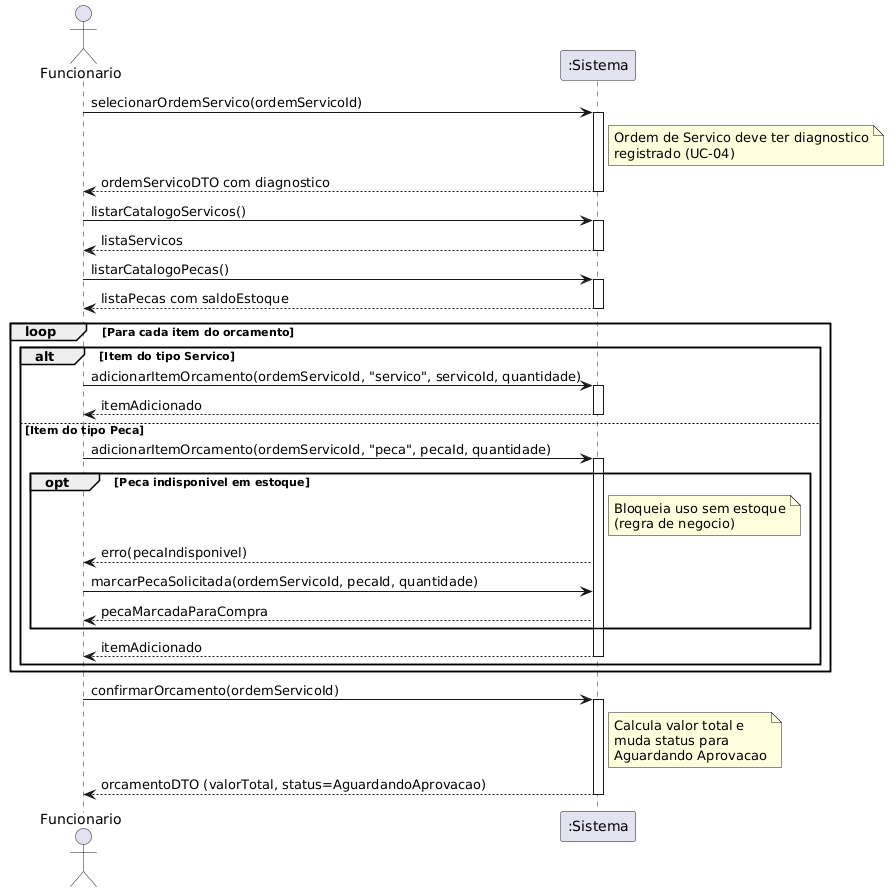 Funcionario
:Sistema
selecionarOrdemServico(ordemServicoId)
Ordem de Servico deve ter diagnostico
registrado (UC-04)
ordemServicoDTO com diagnostico
listarCatalogoServicos()
listaServicos
listarCatalogoPecas()
listaPecas com saldoEstoque
loop [Para cada item do orcamento]
alt [Item do tipo Servico]
adicionarItemOrcamento(ordemServicoId, "servico", servicoId, quantidade)
itemAdicionado
[Item do tipo Peca]
adicionarItemOrcamento(ordemServicoId, "peca", pecaId, quantidade)
opt [Peca indisponivel em estoque]
Bloqueia uso sem estoque
(regra de negocio)
erro(pecaIndisponivel)
marcarPecaSolicitada(ordemServicoId, pecaId, quantidade)
pecaMarcadaParaCompra
itemAdicionado
confirmarOrcamento(ordemServicoId)
Calcula valor total e
muda status para
Aguardando Aprovacao
orcamentoDTO (valorTotal, status=AguardandoAprovacao)
Funcionario
:Sistema